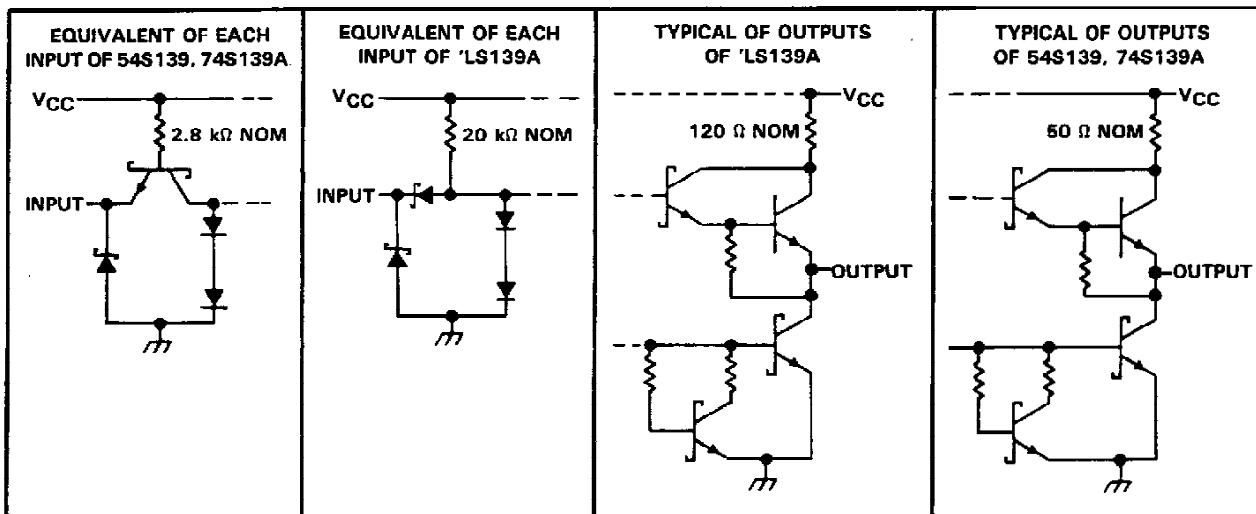 EQUIVALENT OF EACH
INPUT OF 54S139, 74S139A
VCC
2.8 kΩ NOM
INPUT
EQUIVALENT OF EACH
INPUT OF 'LS139A
VCC
20 kΩ NOM
INPUT
TYPICAL OF OUTPUTS
OF 'LS139A
VCC
120 Ω NOM
OUTPUT
TYPICAL OF OUTPUTS
OF 54S139, 74S139A
VCC
50 Ω NOM
OUTPUT